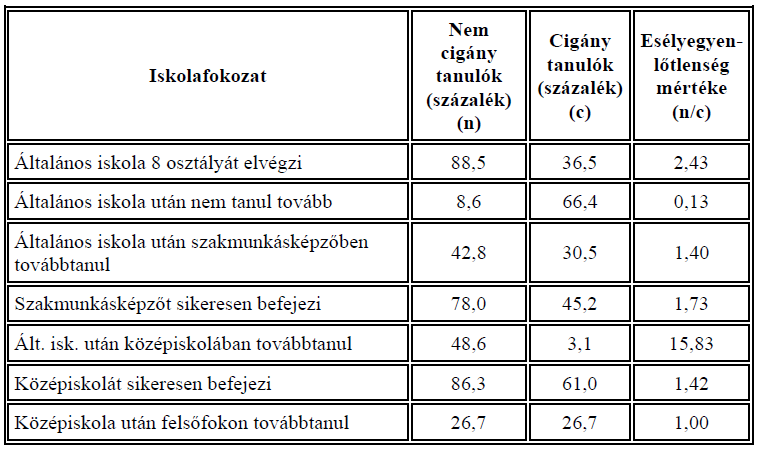 Iskolafokozat
Nem
cigány
tanulók
(százalék)
(n)
Cigány
tanulók
(százalék)
(c)
Esélyegyen-
lőtlenség
mértéke
(n/c)
Általános iskola 8 osztályát elvégzi 88,5 36,5 2,43
Általános iskola után nem tanul tovább 8,6 66,4 0,13
Általános iskola után szakmunkásképzőben
továbbtanul 42,8 30,5 1,40
Szakmunkásképzőt sikeresen befejezi 78,0 45,2 1,73
Ált. isk. után középiskolában továbbtanul 48,6 3,1 15,83
Középiskolát sikeresen befejezi 86,3 61,0 1,42
Középiskola után felsőfokon továbbtanul 26,7 26,7 1,00